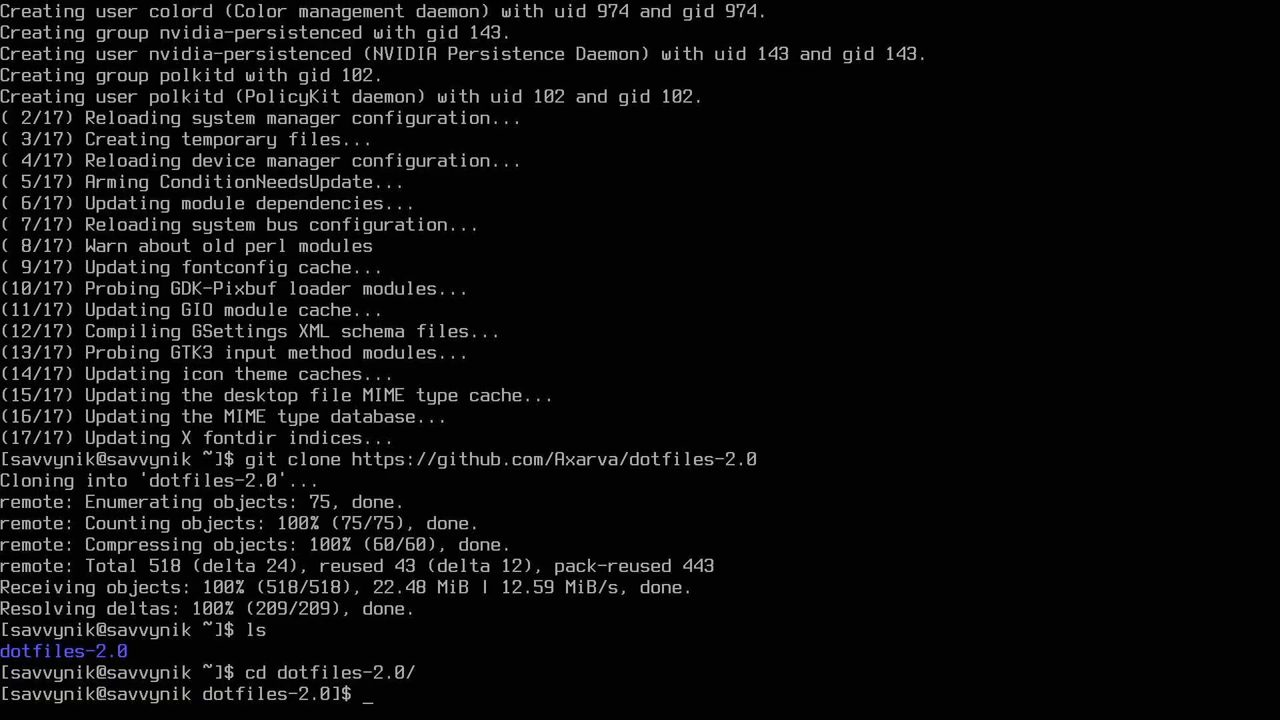 Creating user colord (Color management daemon) with uid 974 and gid 974.
Creating group nvidia-persistenced with gid 143.
Creating user nvidia-persistenced (NVIDIA Persistence Daemon) with uid 143 and gid 143.
Creating group polkitd with gid 102.
Creating user polkitd (PolicyKit daemon) with uid 102 and gid 102.
( 2/17) Reloading system manager configuration...
( 3/17) Creating temporary files...
( 4/17) Reloading device manager configuration...
( 5/17) Arming ConditionNeedsUpdate...
( 6/17) Updating module dependencies...
( 7/17) Reloading system bus configuration...
( 8/17) Warn about old perl modules
( 9/17) Updating fontconfig cache...
(10/17) Probing GDK-Pixbuf loader modules...
(11/17) Updating GIO module cache...
(12/17) Compiling GSettings XML schema files...
(13/17) Probing GTK3 input method modules...
(14/17) Updating icon theme caches...
(15/17) Updating the desktop file MIME type cache...
(16/17) Updating the MIME type database...
(17/17) Updating X fontdir indices...
[savvynik@savvynik ~]$ git clone https://github.com/Axarva/dotfiles-2.0
Cloning into 'dotfiles-2.0'...
remote: Enumerating objects: 75, done.
remote: Counting objects: 100% (75/75), done.
remote: Compressing objects: 100% (60/60), done.
remote: Total 518 (delta 24), reused 43 (delta 12), pack-reused 443
Receiving objects: 100% (518/518), 22.48 MiB | 12.59 MiB/s, done.
Resolving deltas: 100% (209/209), done.
[savvynik@savvynik ~]$ ls
dotfiles-2.0
[savvynik@savvynik ~]$ cd dotfiles-2.0/
[savvynik@savvynik dotfiles-2.0]$ _